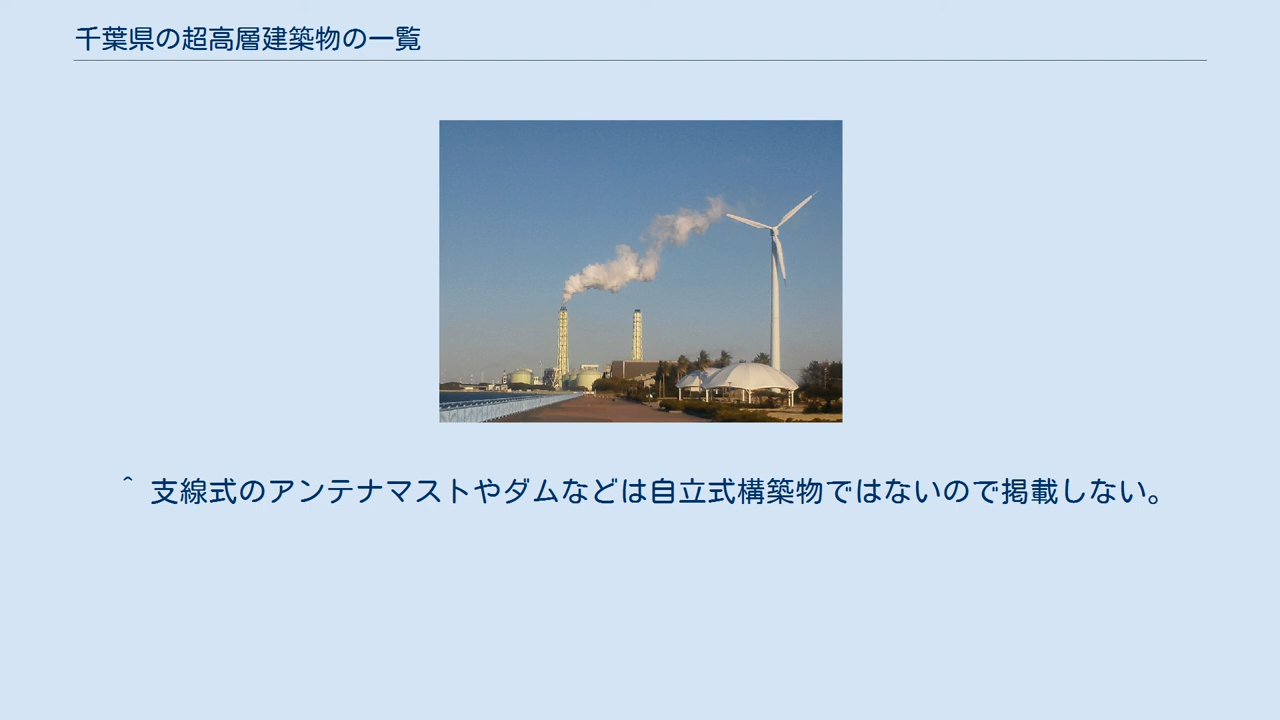 千葉県の超高層建築物の一覧
^ 支線式のアンテナマストやダムなどは自立式構築物ではないので掲載しない。